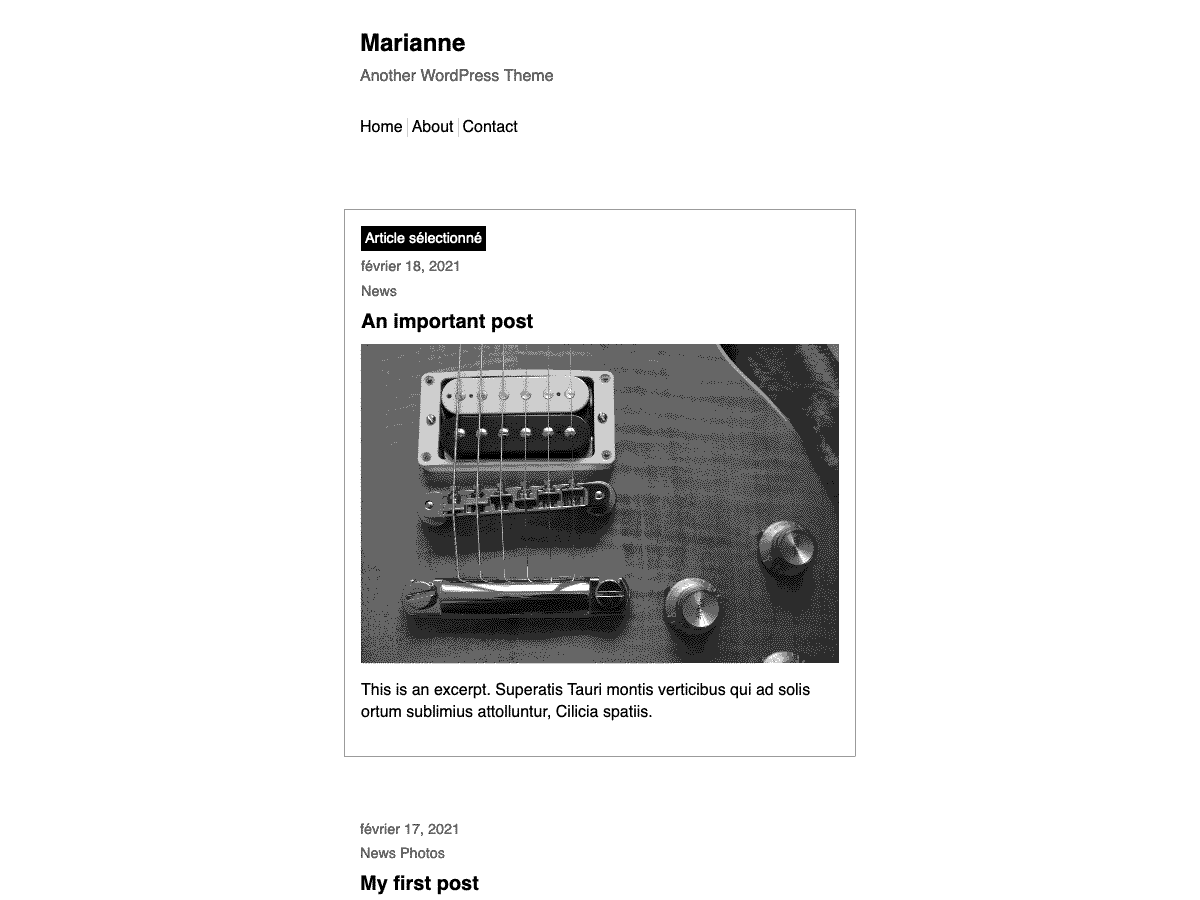 Marianne
Another WordPress Theme
Home About Contact
Article sélectionné
février 18, 2021
News
An important post
This is an excerpt. Superatis Tauri montis verticibus qui ad solis
ortum sublimius attolluntur, Cilicia spatiis.
février 17, 2021
News Photos
My first post